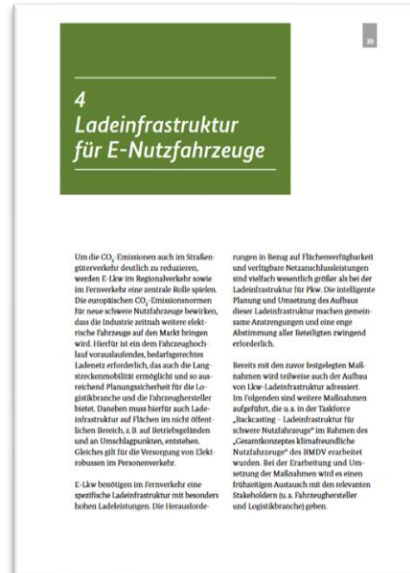 39
4
Ladeinfrastruktur
für E-Nutzfahrzeuge
Um die CO₂-Emissionen auch im Straßen-
güterverkehr deutlich zu reduzieren,
werden E-Lkw im Regionalverkehr sowie
im Fernverkehr eine zentrale Rolle spielen.
Die europäischen CO₂-Emissionsnormen
für neue schwere Nutzfahrzeuge bewirken,
dass die Industrie zeitnah weitere elekt-
rische Fahrzeuge auf den Markt bringen
wird. Hierfür ist ein dem Fahrzeughoch-
lauf vorauslaufendes, bedarfsgerechtes
Ladenetz erforderlich, das auch die Lang-
streckenmobilität ermöglicht und so aus-
reichend Planungssicherheit für die Lo-
gistikbranche und die Fahrzeughersteller
bietet. Daneben muss hierfür auch Lade-
infrastruktur auf Flächen im nicht öffent-
lichen Bereich, z. B. auf Betriebsgeländen
und an Umschlagpunkten, entstehen.
Gleiches gilt für die Versorgung von Elekt-
robussen im Personenverkehr.
E-Lkw benötigen im Fernverkehr eine
spezifische Ladeinfrastruktur mit besonders
hohen Ladeleistungen. Die Herausforde-
rungen in Bezug auf Flächenverfügbarkeit
und verfügbare Netzanschlussleistungen
sind vielfach wesentlich größer als bei der
Ladeinfrastruktur für Pkw. Die intelligente
Planung und Umsetzung des Aufbaus
dieser Ladeinfrastruktur machen gemein-
same Anstrengungen und eine enge
Abstimmung aller Beteiligten zwingend
erforderlich.
Bereits mit den zuvor festgelegten Maß-
nahmen wird teilweise auch der Aufbau
von Lkw-Ladeinfrastruktur adressiert.
Im Folgenden sind weitere Maßnahmen
aufgeführt, die u. a. in der Taskforce
„Backcasting – Ladeinfrastruktur für
schwere Nutzfahrzeuge“ im Rahmen des
„Gesamtkonzeptes klimafreundliche
Nutzfahrzeuge“ des BMDV erarbeitet
wurden. Bei der Erarbeitung und Um-
setzung der Maßnahmen wird es einen
frühzeitigen Austausch mit den relevanten
Stakeholdern (u. a. Fahrzeughersteller
und Logistikbranche) geben.